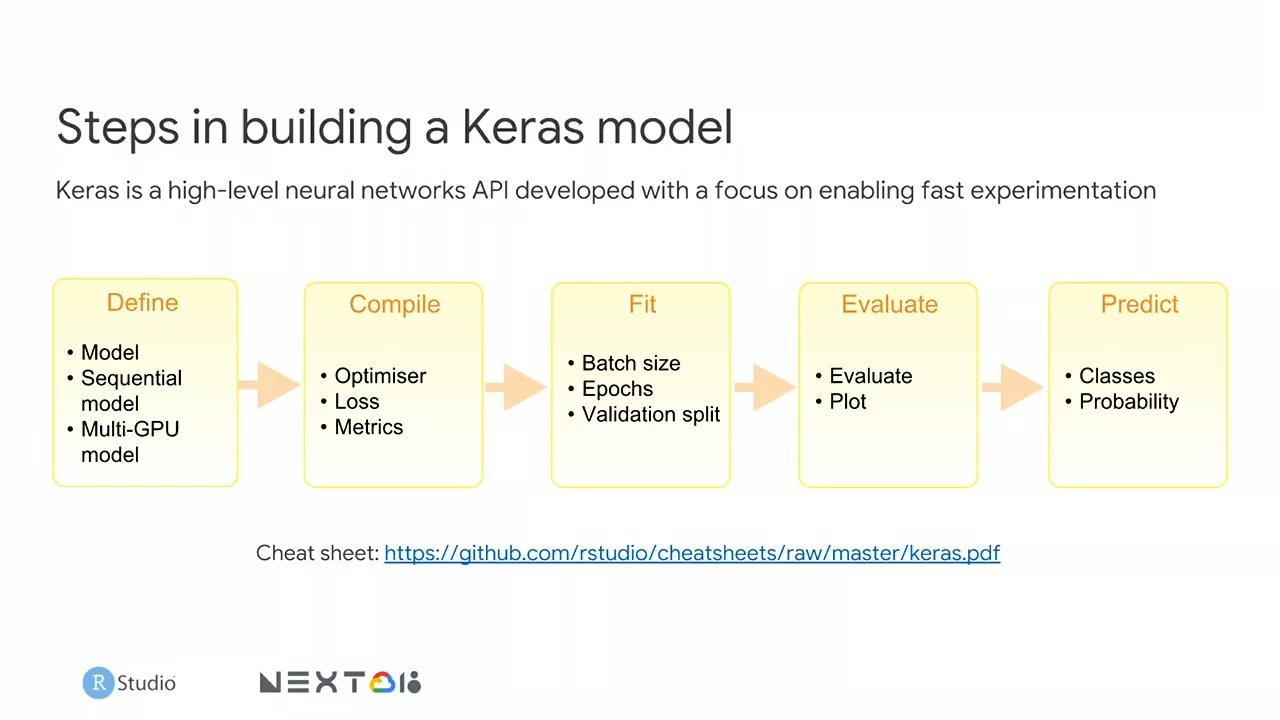 Steps in building a Keras model
Keras is a high-level neural networks API developed with a focus on enabling fast experimentation
Define
• Model
• Sequential
model
• Multi-GPU
model
Compile
• Optimiser
• Loss
• Metrics
Fit
• Batch size
• Epochs
• Validation split
Evaluate
• Evaluate
• Plot
Predict
• Classes
• Probability
Cheat sheet: https://github.com/rstudio/cheatsheets/raw/master/keras.pdf
R Studio
NEXT 18